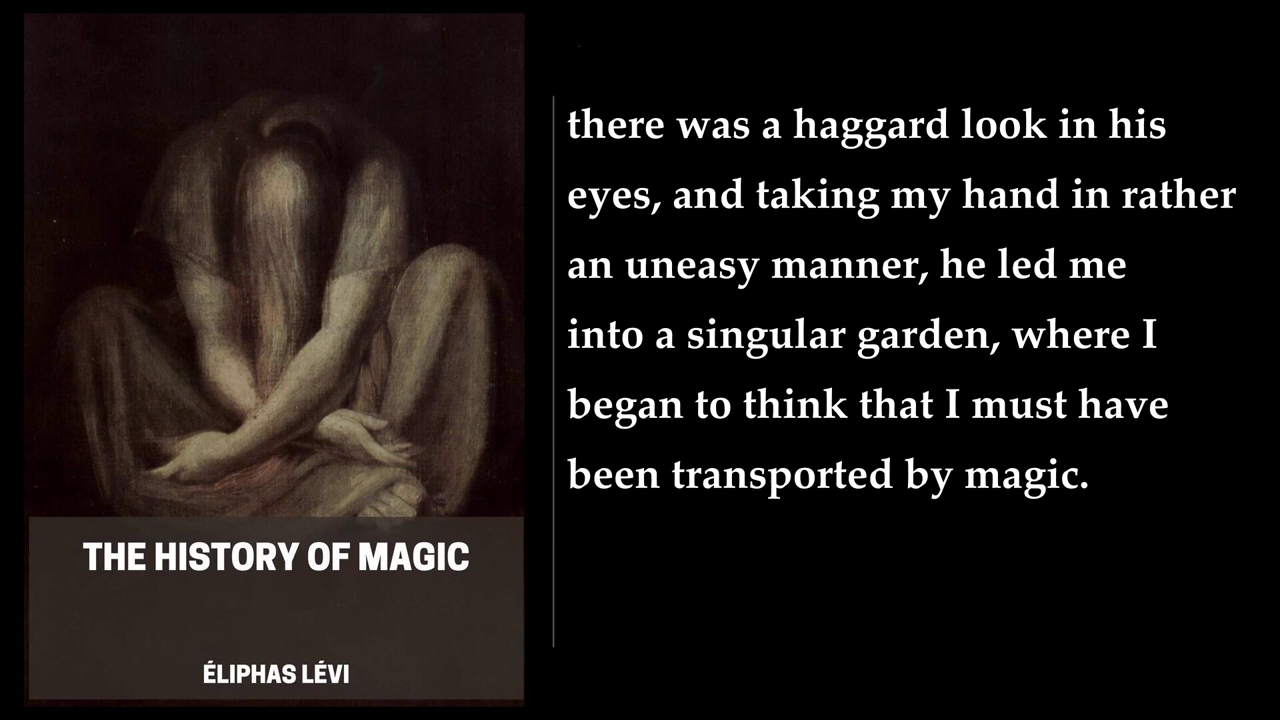 THE HISTORY OF MAGIC
ÉLIPHAS LÉVI
there was a haggard look in his
eyes, and taking my hand in rather
an uneasy manner, he led me
into a singular garden, where I
began to think that I must have
been transported by magic.